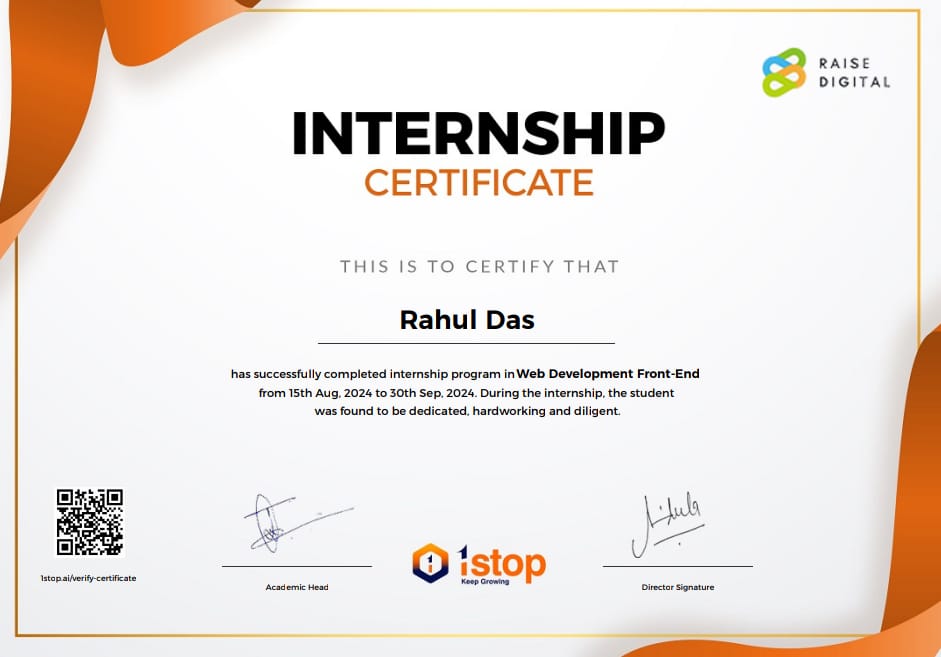 RAISE
DIGITAL
INTERNSHIP
CERTIFICATE
THIS IS TO CERTIFY THAT
Rahul Das
has successfully completed internship program in Web Development Front-End
from 15th Aug, 2024 to 30th Sep, 2024. During the internship, the student
was found to be dedicated, hardworking and diligent.
1stop.ai/verify-certificate
Academic Head
1stop
Keep Growing
Director Signature